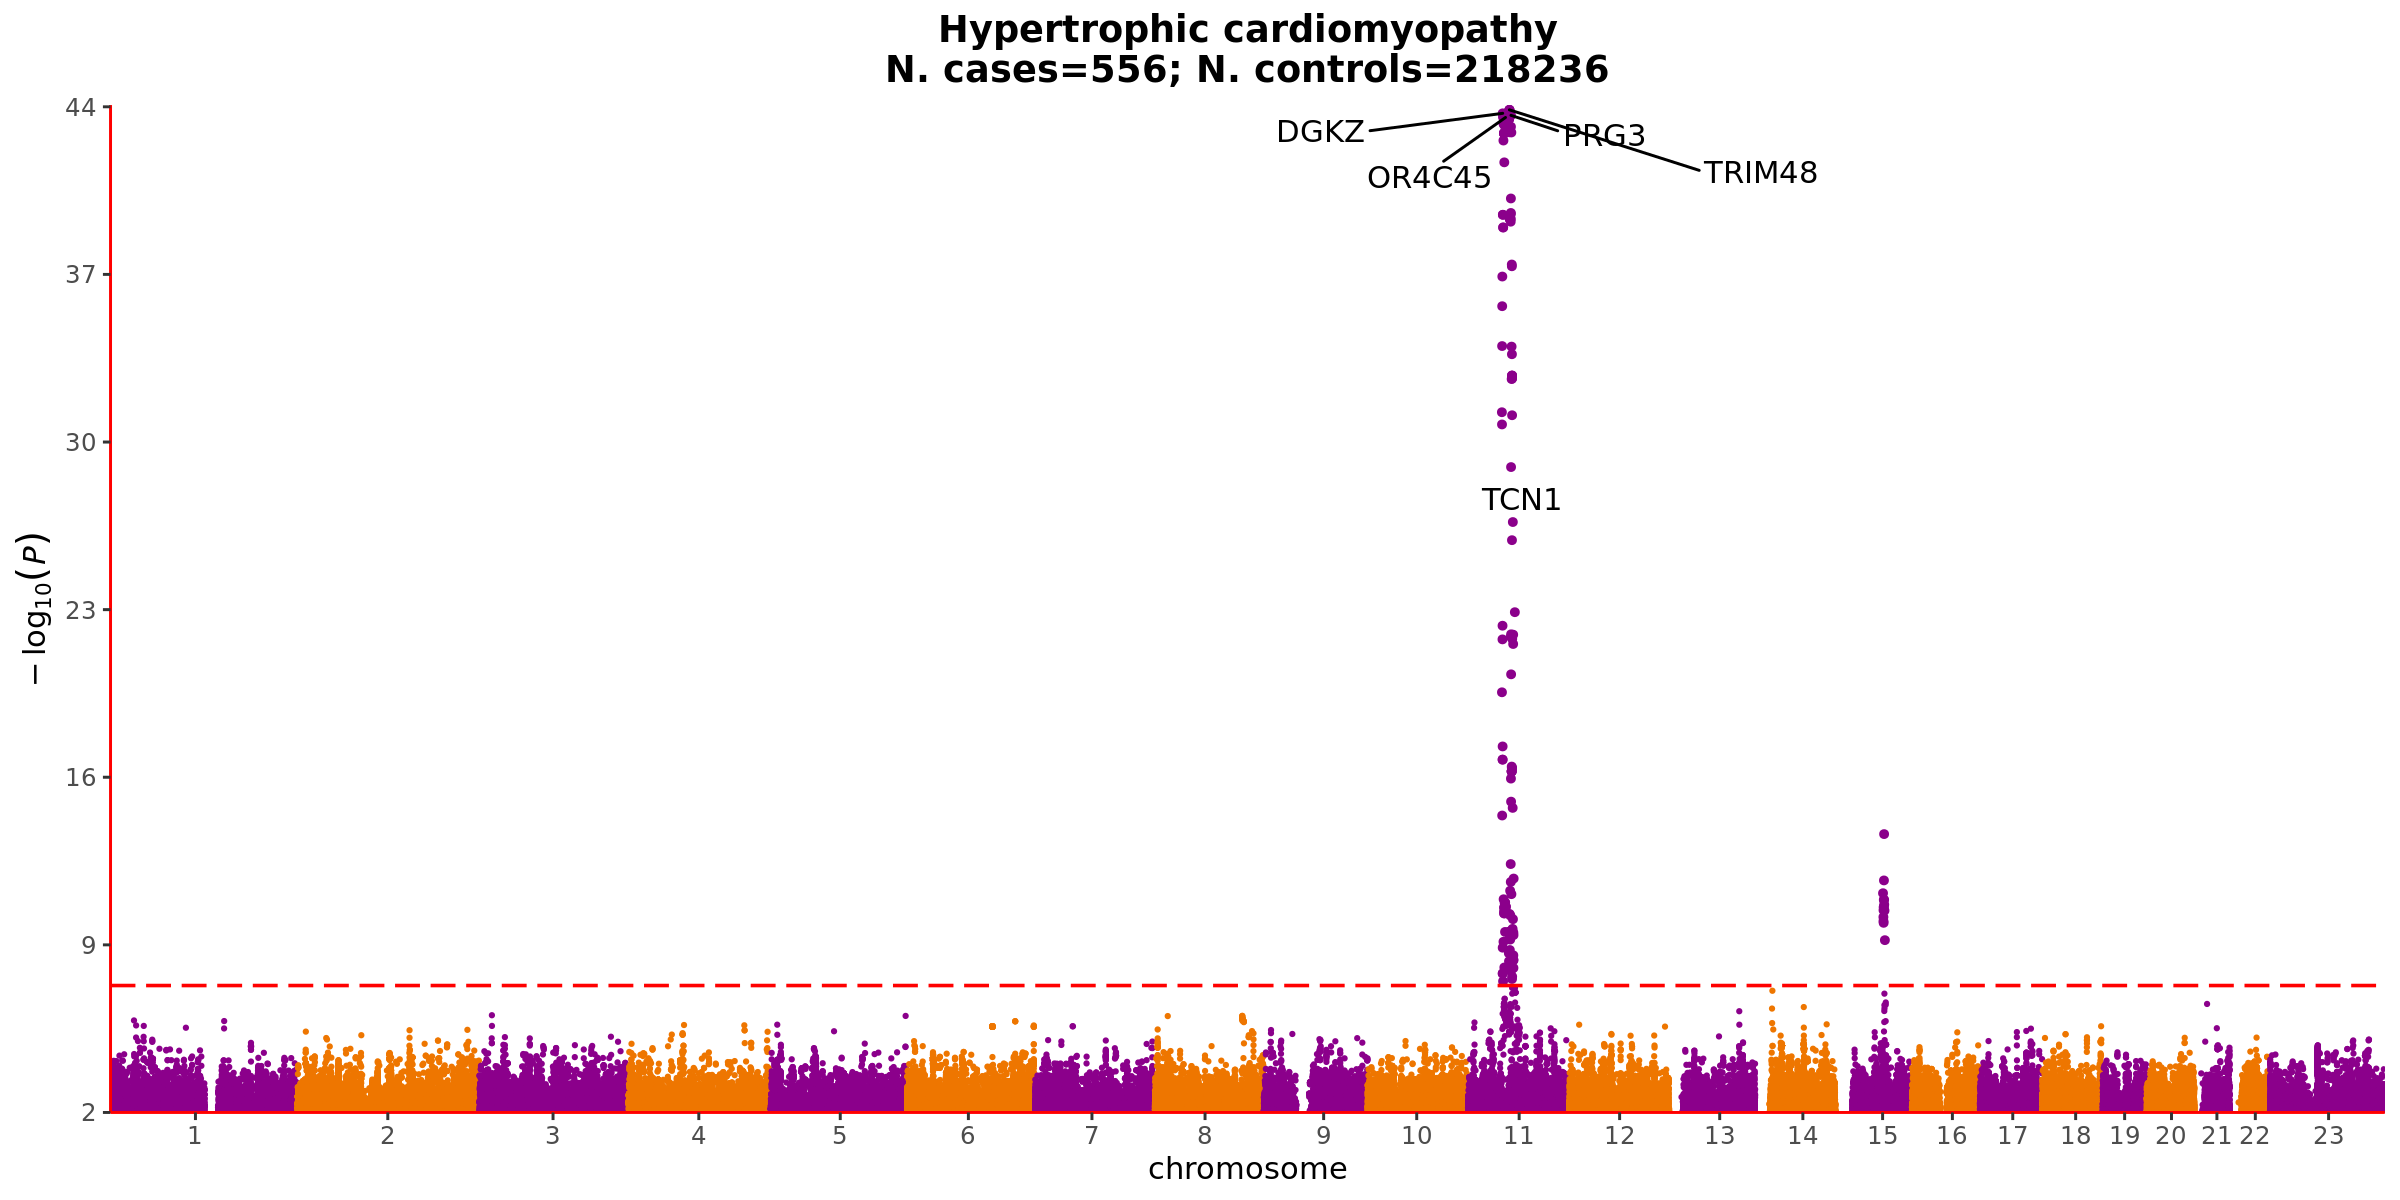 Hypertrophic cardiomyopathy
N. cases=556; N. controls=218236
44
DGKZ
PRG3
OR4C45
TRIM48
37
30
TCN1
23
16
9
2
−log10(P)
1 2 3 4 5 6 7 8 9 10 11 12 13 14 15 16 17 18 19 20 21 22 23
chromosome